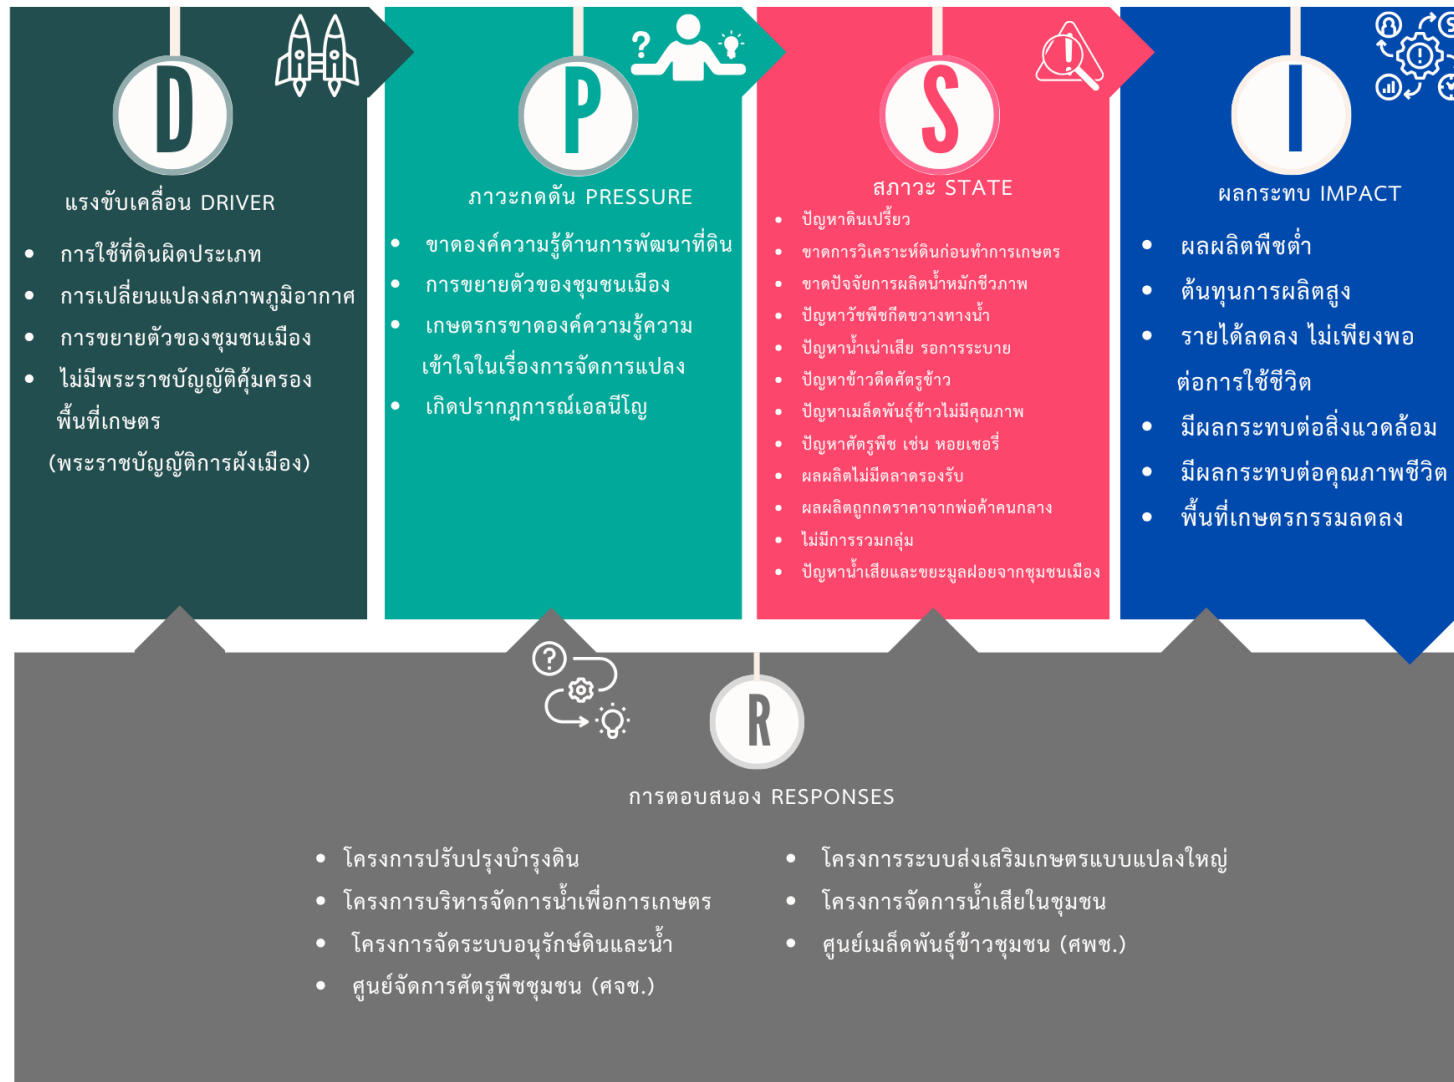 D
แรงขับเคลื่อน DRIVER
• การใช้ที่ดินผิดประเภท
• การเปลี่ยนแปลงสภาพภูมิอากาศ
• การขยายตัวของชุมชนเมือง
• ไม่มีพระราชบัญญัติคุ้มครอง
พื้นที่เกษตร
(พระราชบัญญัติการผังเมือง)
?
P
ภาวะกดดัน PRESSURE
• ขาดองค์ความรู้ด้านการพัฒนาที่ดิน
• การขยายตัวของชุมชนเมือง
• เกษตรกรขาดองค์ความรู้ความ
เข้าใจในเรื่องการจัดการแปลง
• เกิดปรากฏการณ์เอลนีโญ
S
สภาวะ STATE
• ปัญหาดินเปรี้ยว
• ขาดการวิเคราะห์ดินก่อนทำการเกษตร
• ขาดปัจจัยการผลิตน้ำหมักชีวภาพ
• ปัญหาวัชพืชกีดขวางทางน้ำ
• ปัญหาน้ำเน่าเสีย รอการระบาย
• ปัญหาข้าวดีดศัตรูข้าว
• ปัญหาเมล็ดพันธุ์ข้าวไม่มีคุณภาพ
• ปัญหาศัตรูพืช เช่น หอยเชอรี่
• ผลผลิตไม่มีตลาดรองรับ
• ผลผลิตถูกกดราคาจากพ่อค้าคนกลาง
• ไม่มีการรวมกลุ่ม
• ปัญหาน้ำเสียและขยะมูลฝอยจากชุมชนเมือง
I
ผลกระทบ IMPACT
• ผลผลิตพืชต่ำ
• ต้นทุนการผลิตสูง
• รายได้ลดลง ไม่เพียงพอ
ต่อการใช้ชีวิต
• มีผลกระทบต่อสิ่งแวดล้อม
• มีผลกระทบต่อคุณภาพชีวิต
• พื้นที่เกษตรกรรมลดลง
?
R
การตอบสนอง RESPONSES
• โครงการปรับปรุงบำรุงดิน
• โครงการบริหารจัดการน้ำเพื่อการเกษตร
• โครงการจัดระบบอนุรักษ์ดินและน้ำ
• ศูนย์จัดการศัตรูพืชชุมชน (ศจช.)
• โครงการระบบส่งเสริมเกษตรแบบแปลงใหญ่
• โครงการจัดการน้ำเสียในชุมชน
• ศูนย์เมล็ดพันธุ์ข้าวชุมชน (ศพช.)